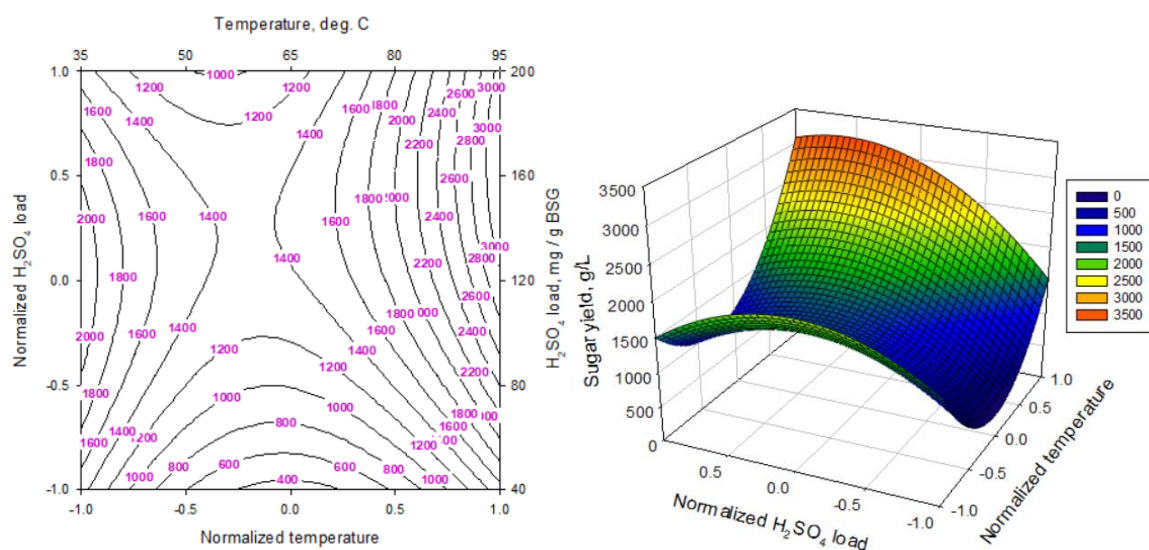 Temperature, deg. C
35 50 65 80 95
1.0 1200 1000 1200 1600 1800 2600 3000 200
1600 1400 1200 1200 1400 2000 2400 2600 3000
1800 2200 2800
0.5 2600 160
2000 1600 1400 1600 1800 2400
1400 2200 3000
0.0 1800 2800 120
2000 1600 1400 1400 1600 1800 2600 2400
1200 1400 2200
-0.5 1800 1000 1000 1200 80
1600 1400 1200 800 1800 1600
1000 800 600 600 800 1000
-1.0 400 40
-1.0 -0.5 0.0 0.5 1.0
Normalized temperature
Normalized H2SO4 load
H2SO4 load, mg / g BSG
3500
3000
2500
2000
1500
1000
500
0
Sugar yield, g/L
0.5 0.0 -0.5 -1.0
Normalized H2SO4 load
-1.0 -0.5 0.0 0.5 1.0
Normalized temperature
0
500
1000
1500
2000
2500
3000
3500